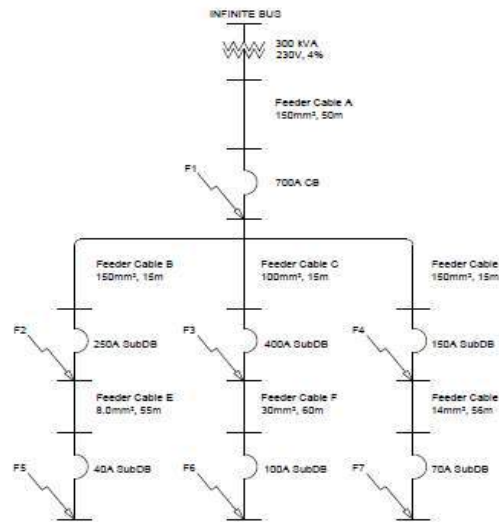 INFINITE BUS
300 kVA
230V, 4%
Feeder Cable A
150mm², 50m
F1
700A CB
Feeder Cable B
150mm², 15m
Feeder Cable C
100mm², 15m
Feeder Cable
150mm², 15m
F2
250A SubDB
F3
400A SubDB
F4
150A SubDB
Feeder Cable E
8.0mm², 55m
Feeder Cable F
30mm², 60m
Feeder Cable
14mm², 56m
F5
40A SubDB
F6
100A SubDB
F7
70A SubDB